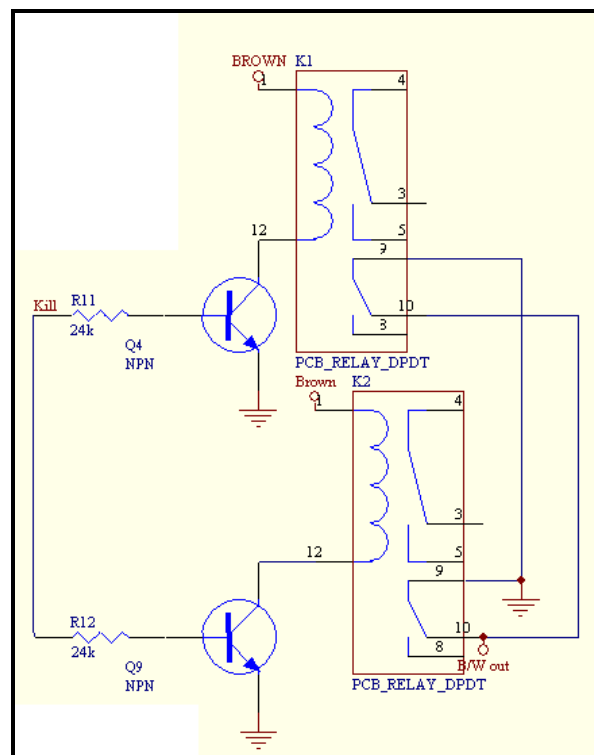 BROWN
K1
1
4
3
12
5
9
10
8
Kill
R11
24k
Q4
NPN
PCB_RELAY_DPDT
K2
Brown
1
4
3
12
5
9
10
8
B/W out
R12
24k
Q9
NPN
PCB_RELAY_DPDT